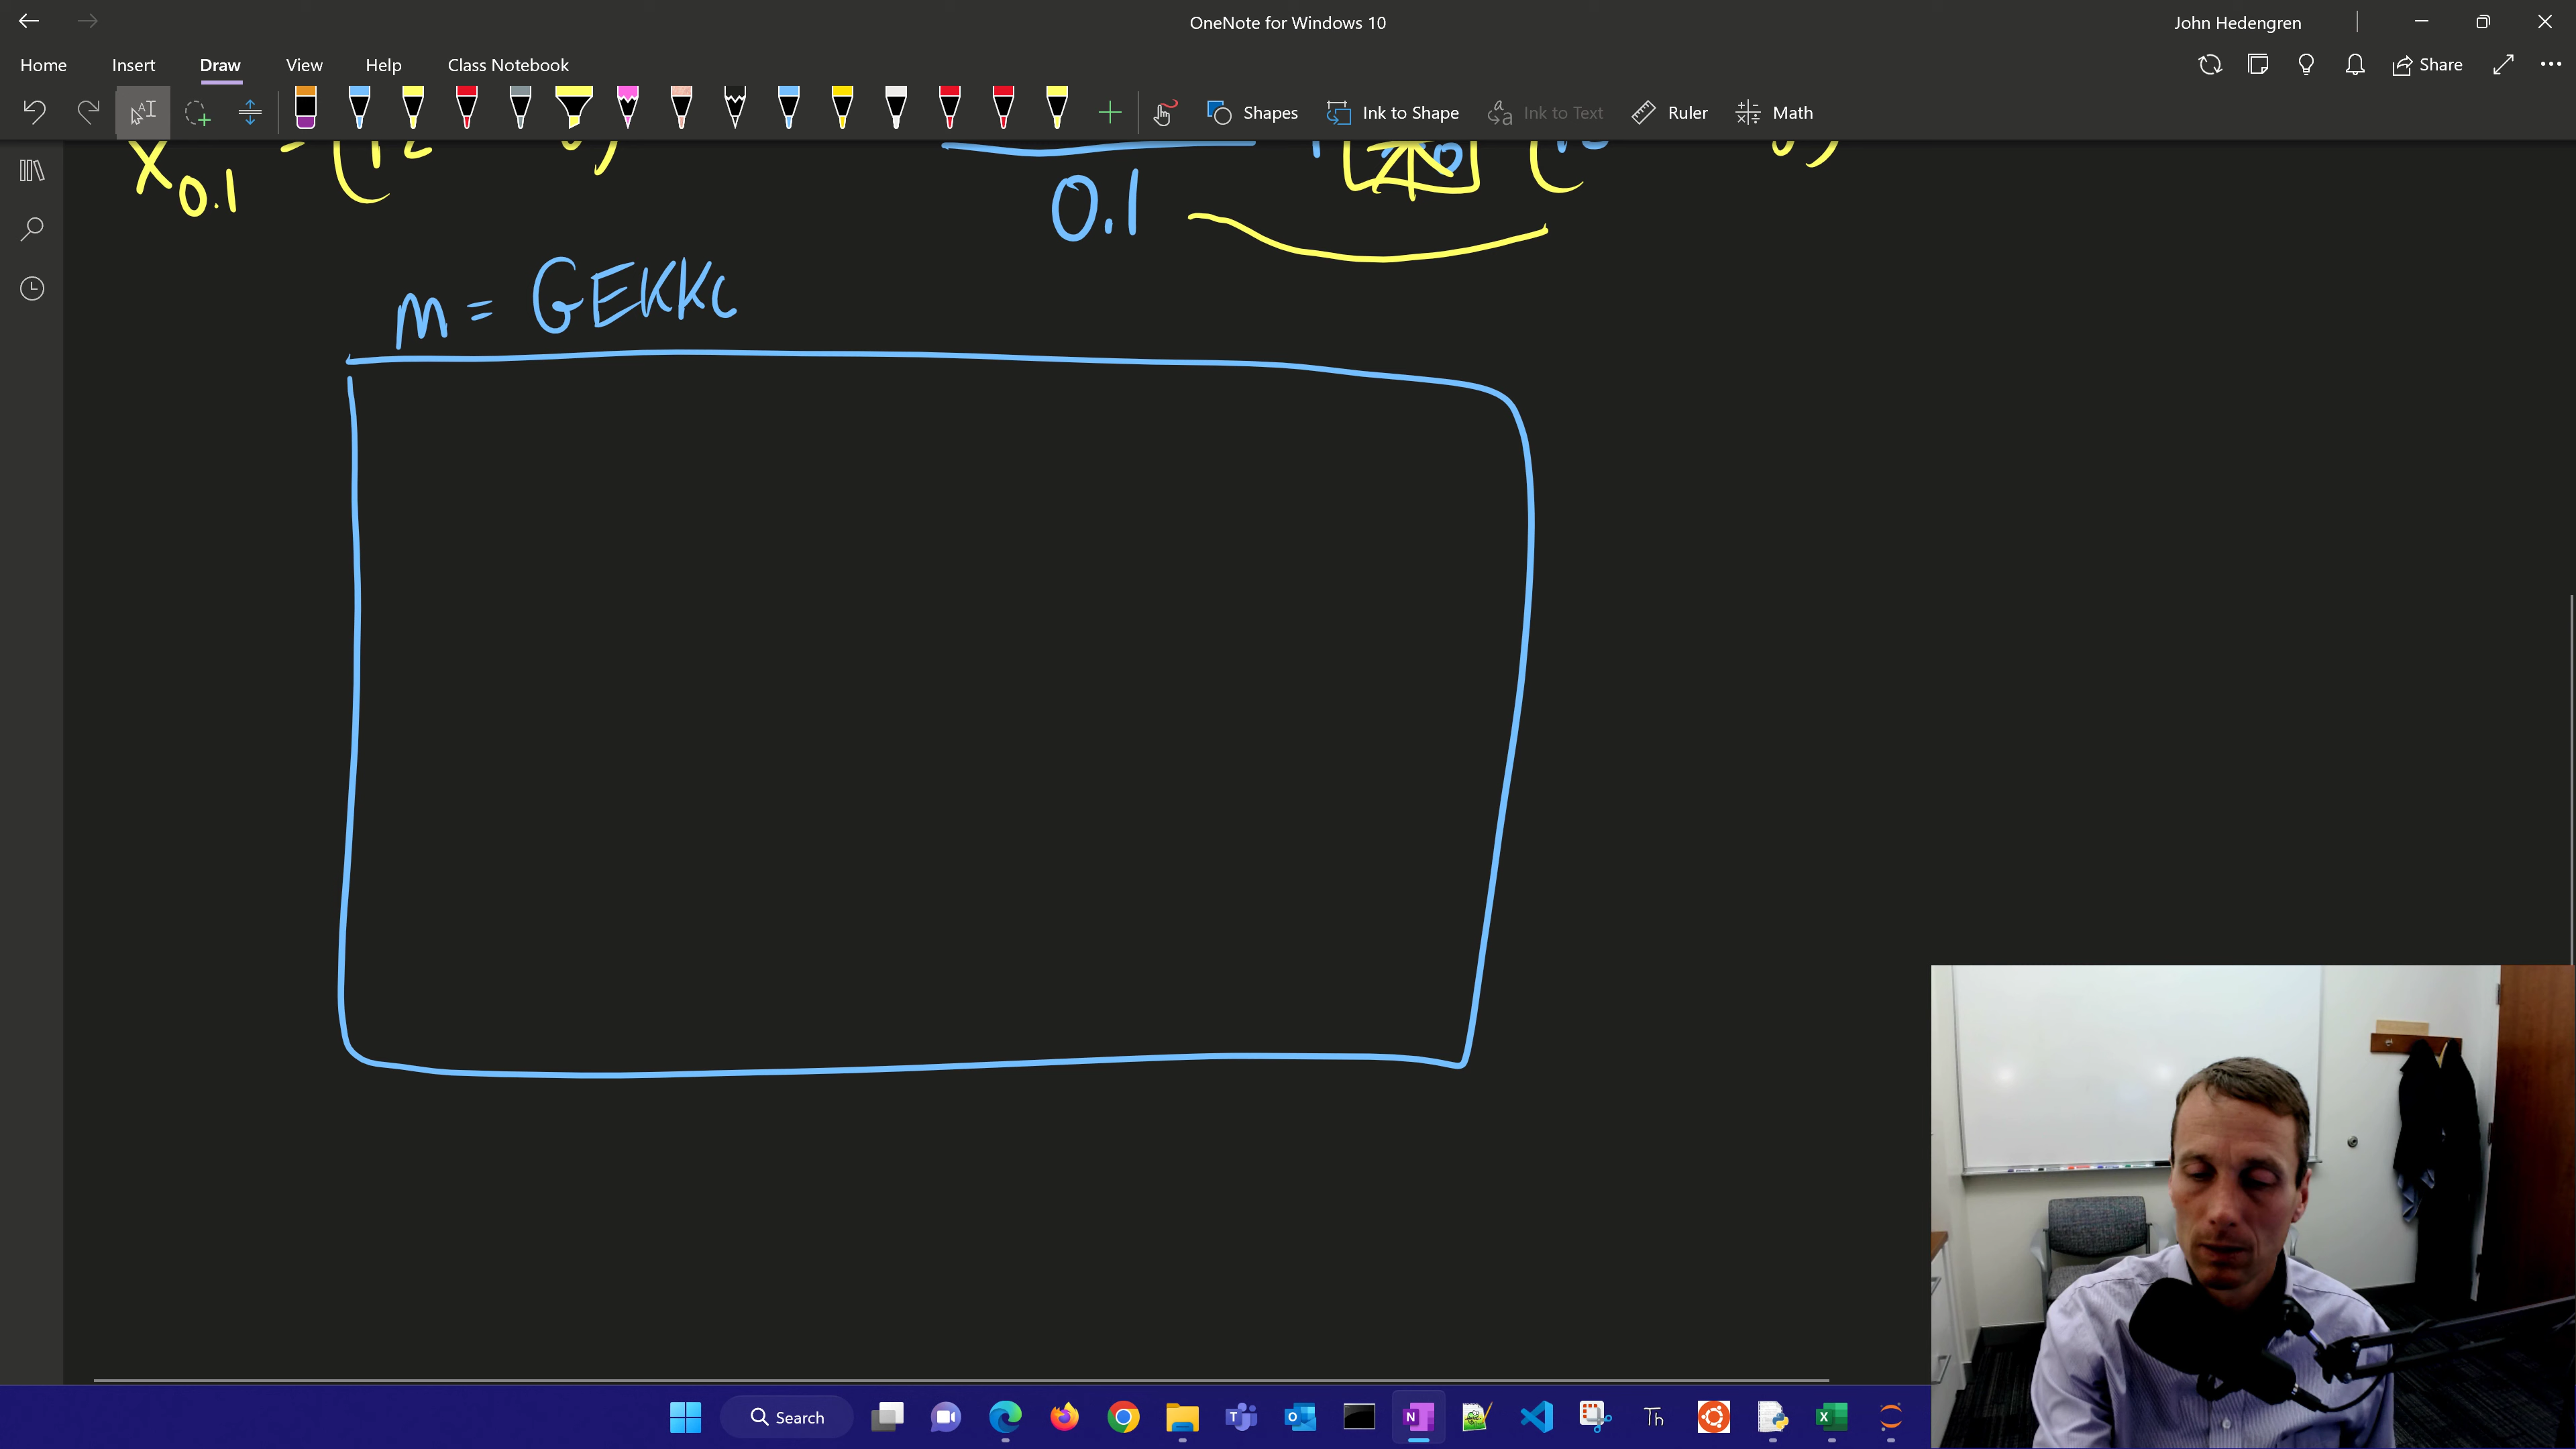 OneNote for Windows 10
John Hedengren
Home Insert Draw View Help Class Notebook
Share
Shapes Ink to Shape Ink to Text Ruler Math
X0.1 = (
0.1
m = GEKKO
Search
Th